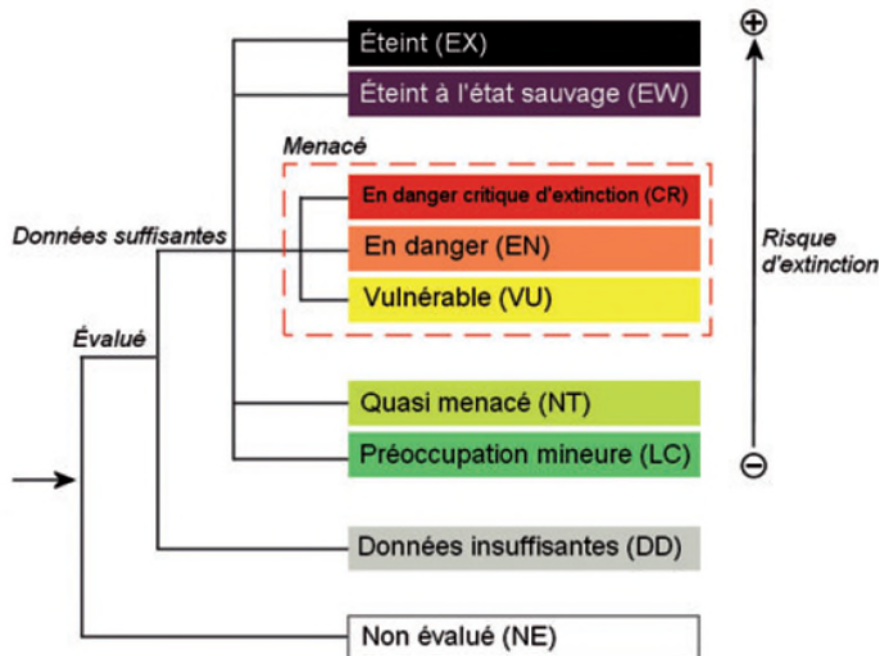 Éteint (EX)
Éteint à l'état sauvage (EW)
Menacé
En danger critique d'extinction (CR)
Données suffisantes
En danger (EN)
Risque
d'extinction
Vulnérable (VU)
Évalué
Quasi menacé (NT)
Préoccupation mineure (LC)
Données insuffisantes (DD)
Non évalué (NE)